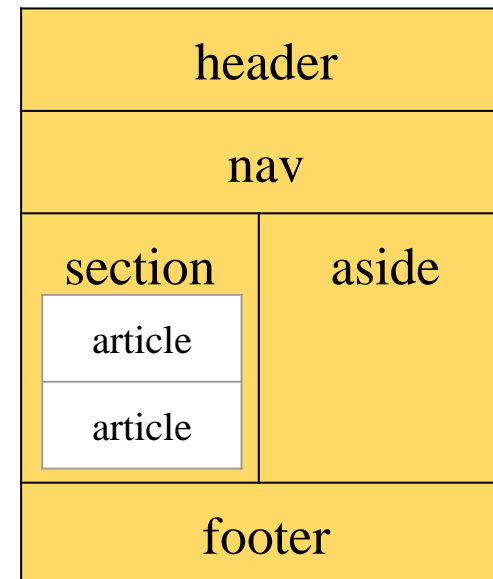 header
nav
section
aside
article
article
footer